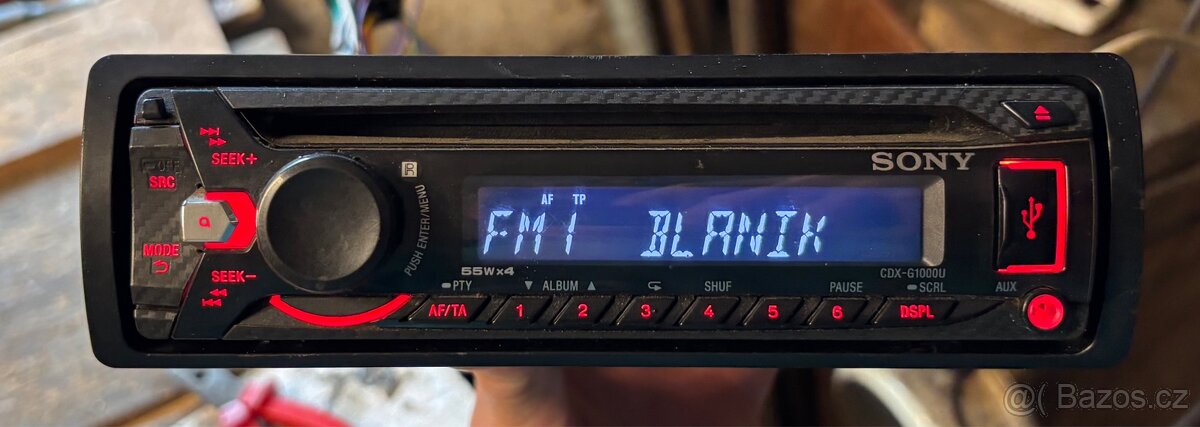 SEEK+
OFF
SRC
MODE
SEEK-
PUSH ENTER/MENU
SONY
AF TP
FM1 BLANIK
55W×4
CDX-G1000U
PTY
ALBUM
SHUF
PAUSE
SCRL
AUX
AF/TA
1
2
3
4
5
6
DSPL
@( Bazos.cz